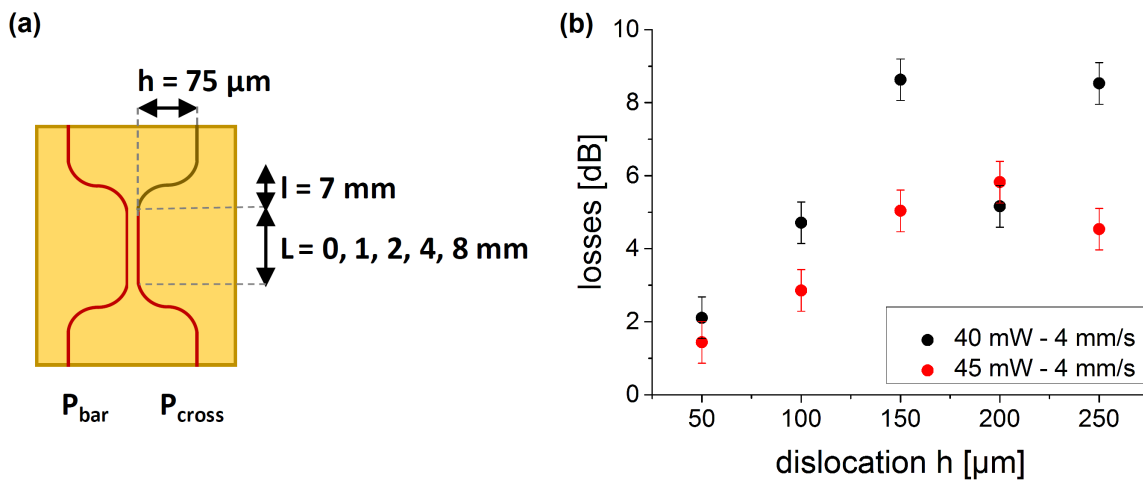 (a)
h = 75 µm
l = 7 mm
L = 0, 1, 2, 4, 8 mm
P_bar P_cross
(b)
losses [dB]
10
8
6
4
2
0
50 100 150 200 250
dislocation h [µm]
40 mW - 4 mm/s
45 mW - 4 mm/s